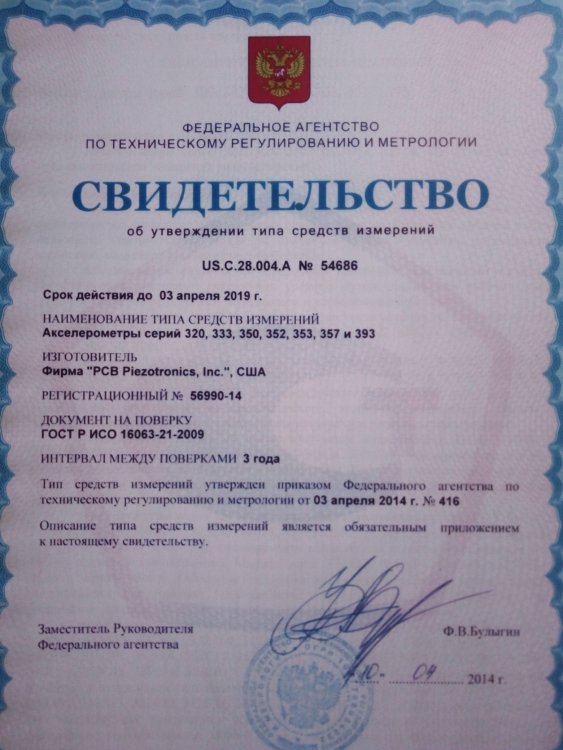 ФЕДЕРАЛЬНОЕ АГЕНТСТВО
ПО ТЕХНИЧЕСКОМУ РЕГУЛИРОВАНИЮ И МЕТРОЛОГИИ
СВИДЕТЕЛЬСТВО
об утверждении типа средств измерений
US.C.28.004.A № 54686
Срок действия до 03 апреля 2019 г.
НАИМЕНОВАНИЕ ТИПА СРЕДСТВ ИЗМЕРЕНИЙ
Акселерометры серий 320, 333, 350, 352, 353, 357 и 393
ИЗГОТОВИТЕЛЬ
Фирма "PCB Piezotronics, Inc.", США
РЕГИСТРАЦИОННЫЙ № 56990-14
ДОКУМЕНТ НА ПОВЕРКУ
ГОСТ Р ИСО 16063-21-2009
ИНТЕРВАЛ МЕЖДУ ПОВЕРКАМИ 3 года
Тип средств измерений утвержден приказом Федерального агентства по
техническому регулированию и метрологии от 03 апреля 2014 г. № 416
Описание типа средств измерений является обязательным приложением
к настоящему свидетельству.
Заместитель Руководителя
Ф.В.Булыгин
Федерального агентства
10 04 2014 г.